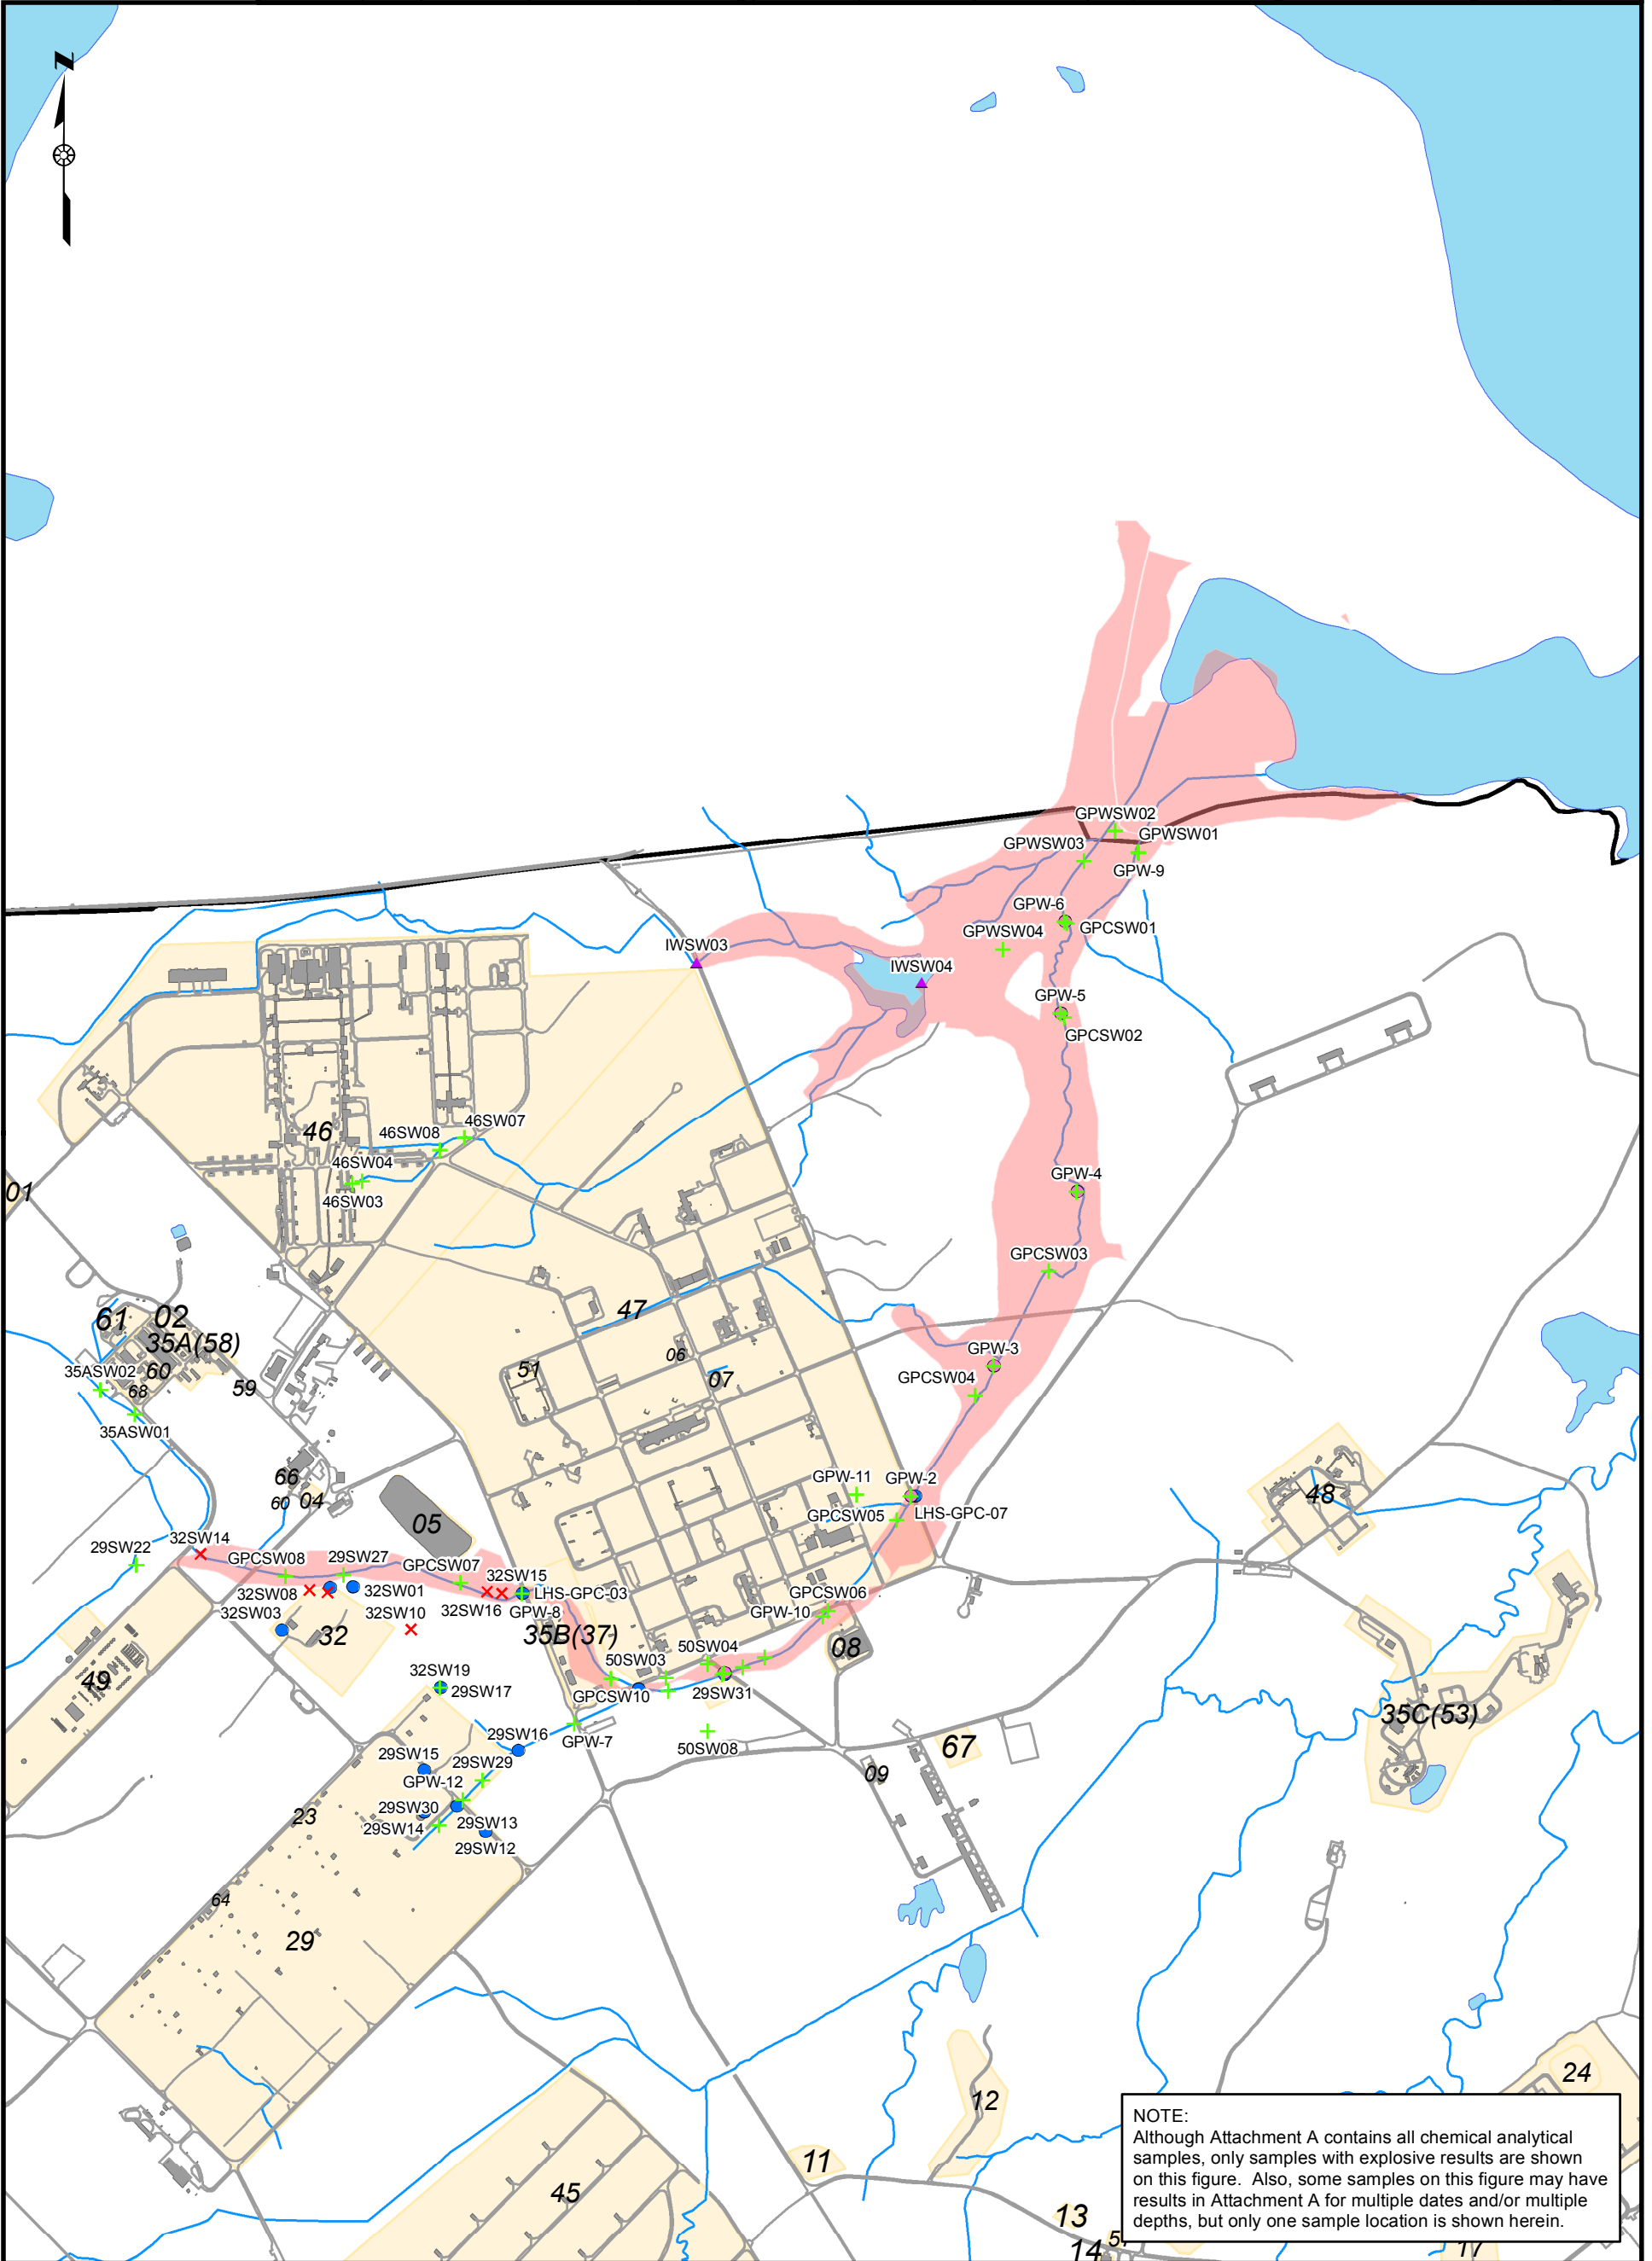 N
GPWSW02
GPWSW01
GPWSW03
GPW-9
GPW-6
GPCSW01
GPWSW04
IWSW03
IWSW04
GPW-5
GPCSW02
46SW07
46SW08
46
46SW04
46SW03
01
GPW-4
GPCSW03
61
02
35A(58)
47
06
51
07
GPW-3
GPCSW04
35ASW02
60
68
59
35ASW01
66
60
04
GPW-11
GPW-2
GPCSW05
LHS-GPC-07
48
05
32SW14
29SW22
GPCSW08
29SW27
GPCSW07
32SW15
32SW08
32SW01
LHS-GPC-03
32SW03
32SW10
32SW16
GPW-8
GPCSW06
GPW-10
32
35B(37)
08
50SW04
50SW03
49
32SW19
29SW17
GPCSW10
29SW31
35C(53)
29SW16
GPW-7
50SW08
67
29SW15
29SW29
GPW-12
09
23
29SW30
29SW14
29SW13
29SW12
64
29
24
12
11
45
13
14
5
17
NOTE:
Although Attachment A contains all chemical analytical
samples, only samples with explosive results are shown
on this figure.  Also, some samples on this figure may have
results in Attachment A for multiple dates and/or multiple
depths, but only one sample location is shown herein.